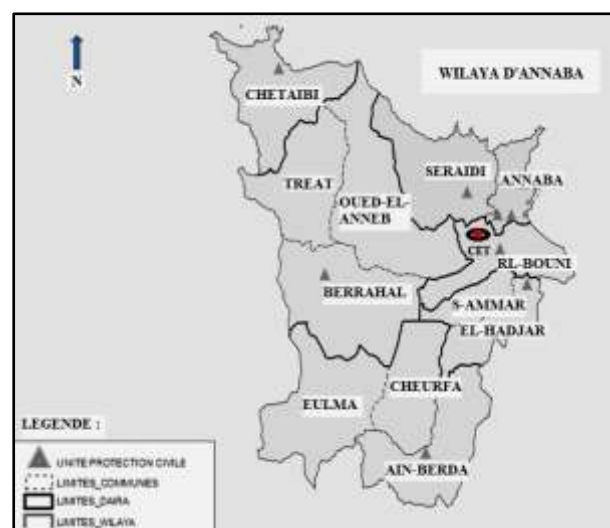 WILAYA D'ANNABA
N
CHETAIBI
SERAIDI
ANNABA
TREAT
OUED-EL-
ANNEB
CET
RL-BOUNI
BERRAHAL
S-AMMAR
EL-HADJAR
CHEURFA
EULMA
AIN-BERDA
LEGENDE :
UNITE PROTECTION CIVILE
LIMITES_COMMUNES
LIMITES_DAIRA
LIMITES_WILAYA